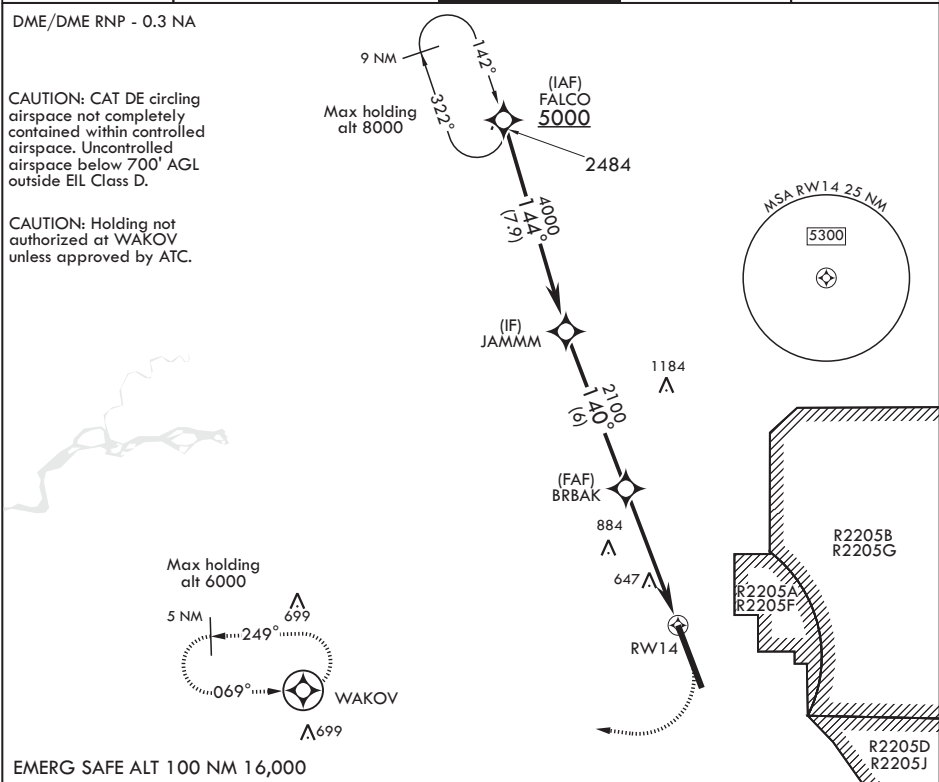 DME/DME RNP - 0.3 NA
CAUTION: CAT DE circling
airspace not completely
contained within controlled
airspace. Uncontrolled
airspace below 700' AGL
outside EIL Class D.
CAUTION: Holding not
authorized at WAKOV
unless approved by ATC.
9 NM
142°
322°
Max holding
alt 8000
(IAF)
FALCO
5000
2484
4000
144°
(7.9)
MSA RW14 25 NM
5300
(IF)
JAMMM
1184
2100
140°
(6)
(FAF)
BRBAK
884
647
RW14
R2205B
R2205G
R2205A
R2205F
R2205D
R2205J
Max holding
alt 6000
5 NM
699
249°
069°
WAKOV
699
EMERG SAFE ALT 100 NM 16,000